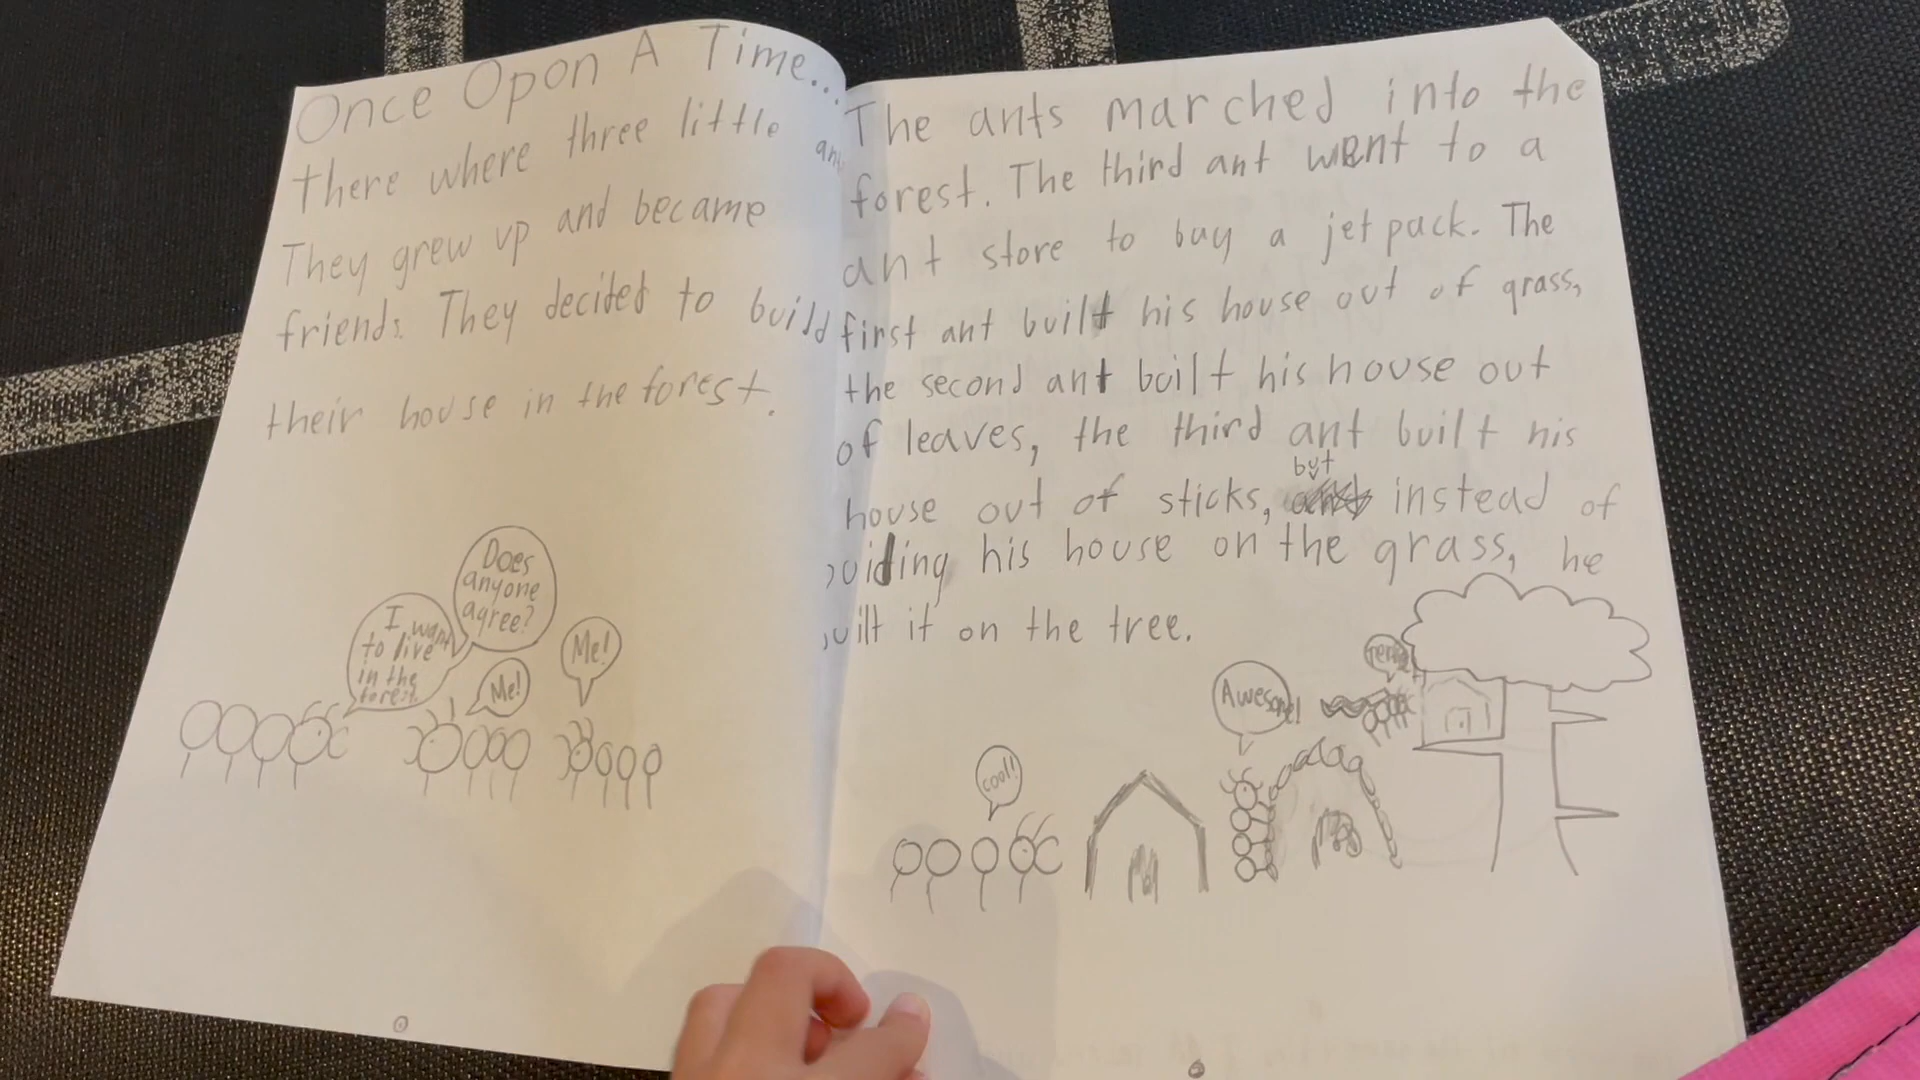 Once Opon A Time...
there where three little
They grew up and became
friends. They decided to build
their house in the forest.
I want
to live
in the
forest.
Does
anyone
agree?
Me!
Me!
The ants marched into the
forest. The third ant went to a
ant store to buy a jet pack. The
first ant built his house out of grass,
the second ant boilt his house out
of leaves, the third ant built his
but
house out of sticks, instead of
his house on the grass, he
it on the tree.
cool!
Awesome!